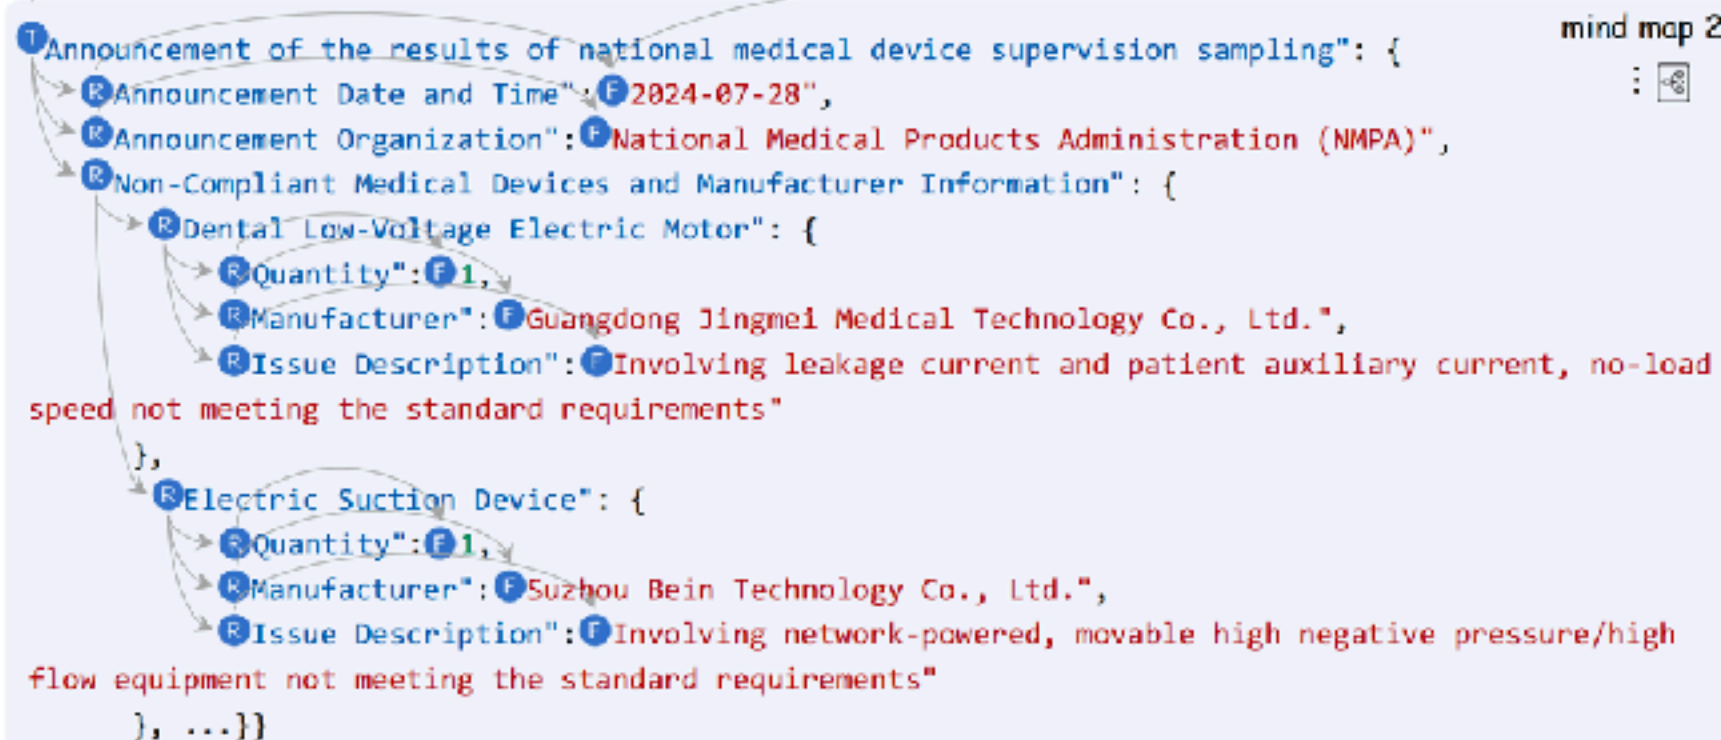 mind map 2
T Announcement of the results of national medical device supervision sampling": {
R Announcement Date and Time": F 2024-07-28",
R Announcement Organization": F National Medical Products Administration (NMPA)",
R Non-Compliant Medical Devices and Manufacturer Information": {
R Dental Low-Voltage Electric Motor": {
R Quantity": F 1,
R Manufacturer": F Guangdong Jingmei Medical Technology Co., Ltd.",
R Issue Description": F Involving leakage current and patient auxiliary current, no-load
speed not meeting the standard requirements"
},
R Electric Suction Device": {
R Quantity": F 1,
R Manufacturer": F Suzhou Bein Technology Co., Ltd.",
R Issue Description": F Involving network-powered, movable high negative pressure/high
flow equipment not meeting the standard requirements"
}, ...}}